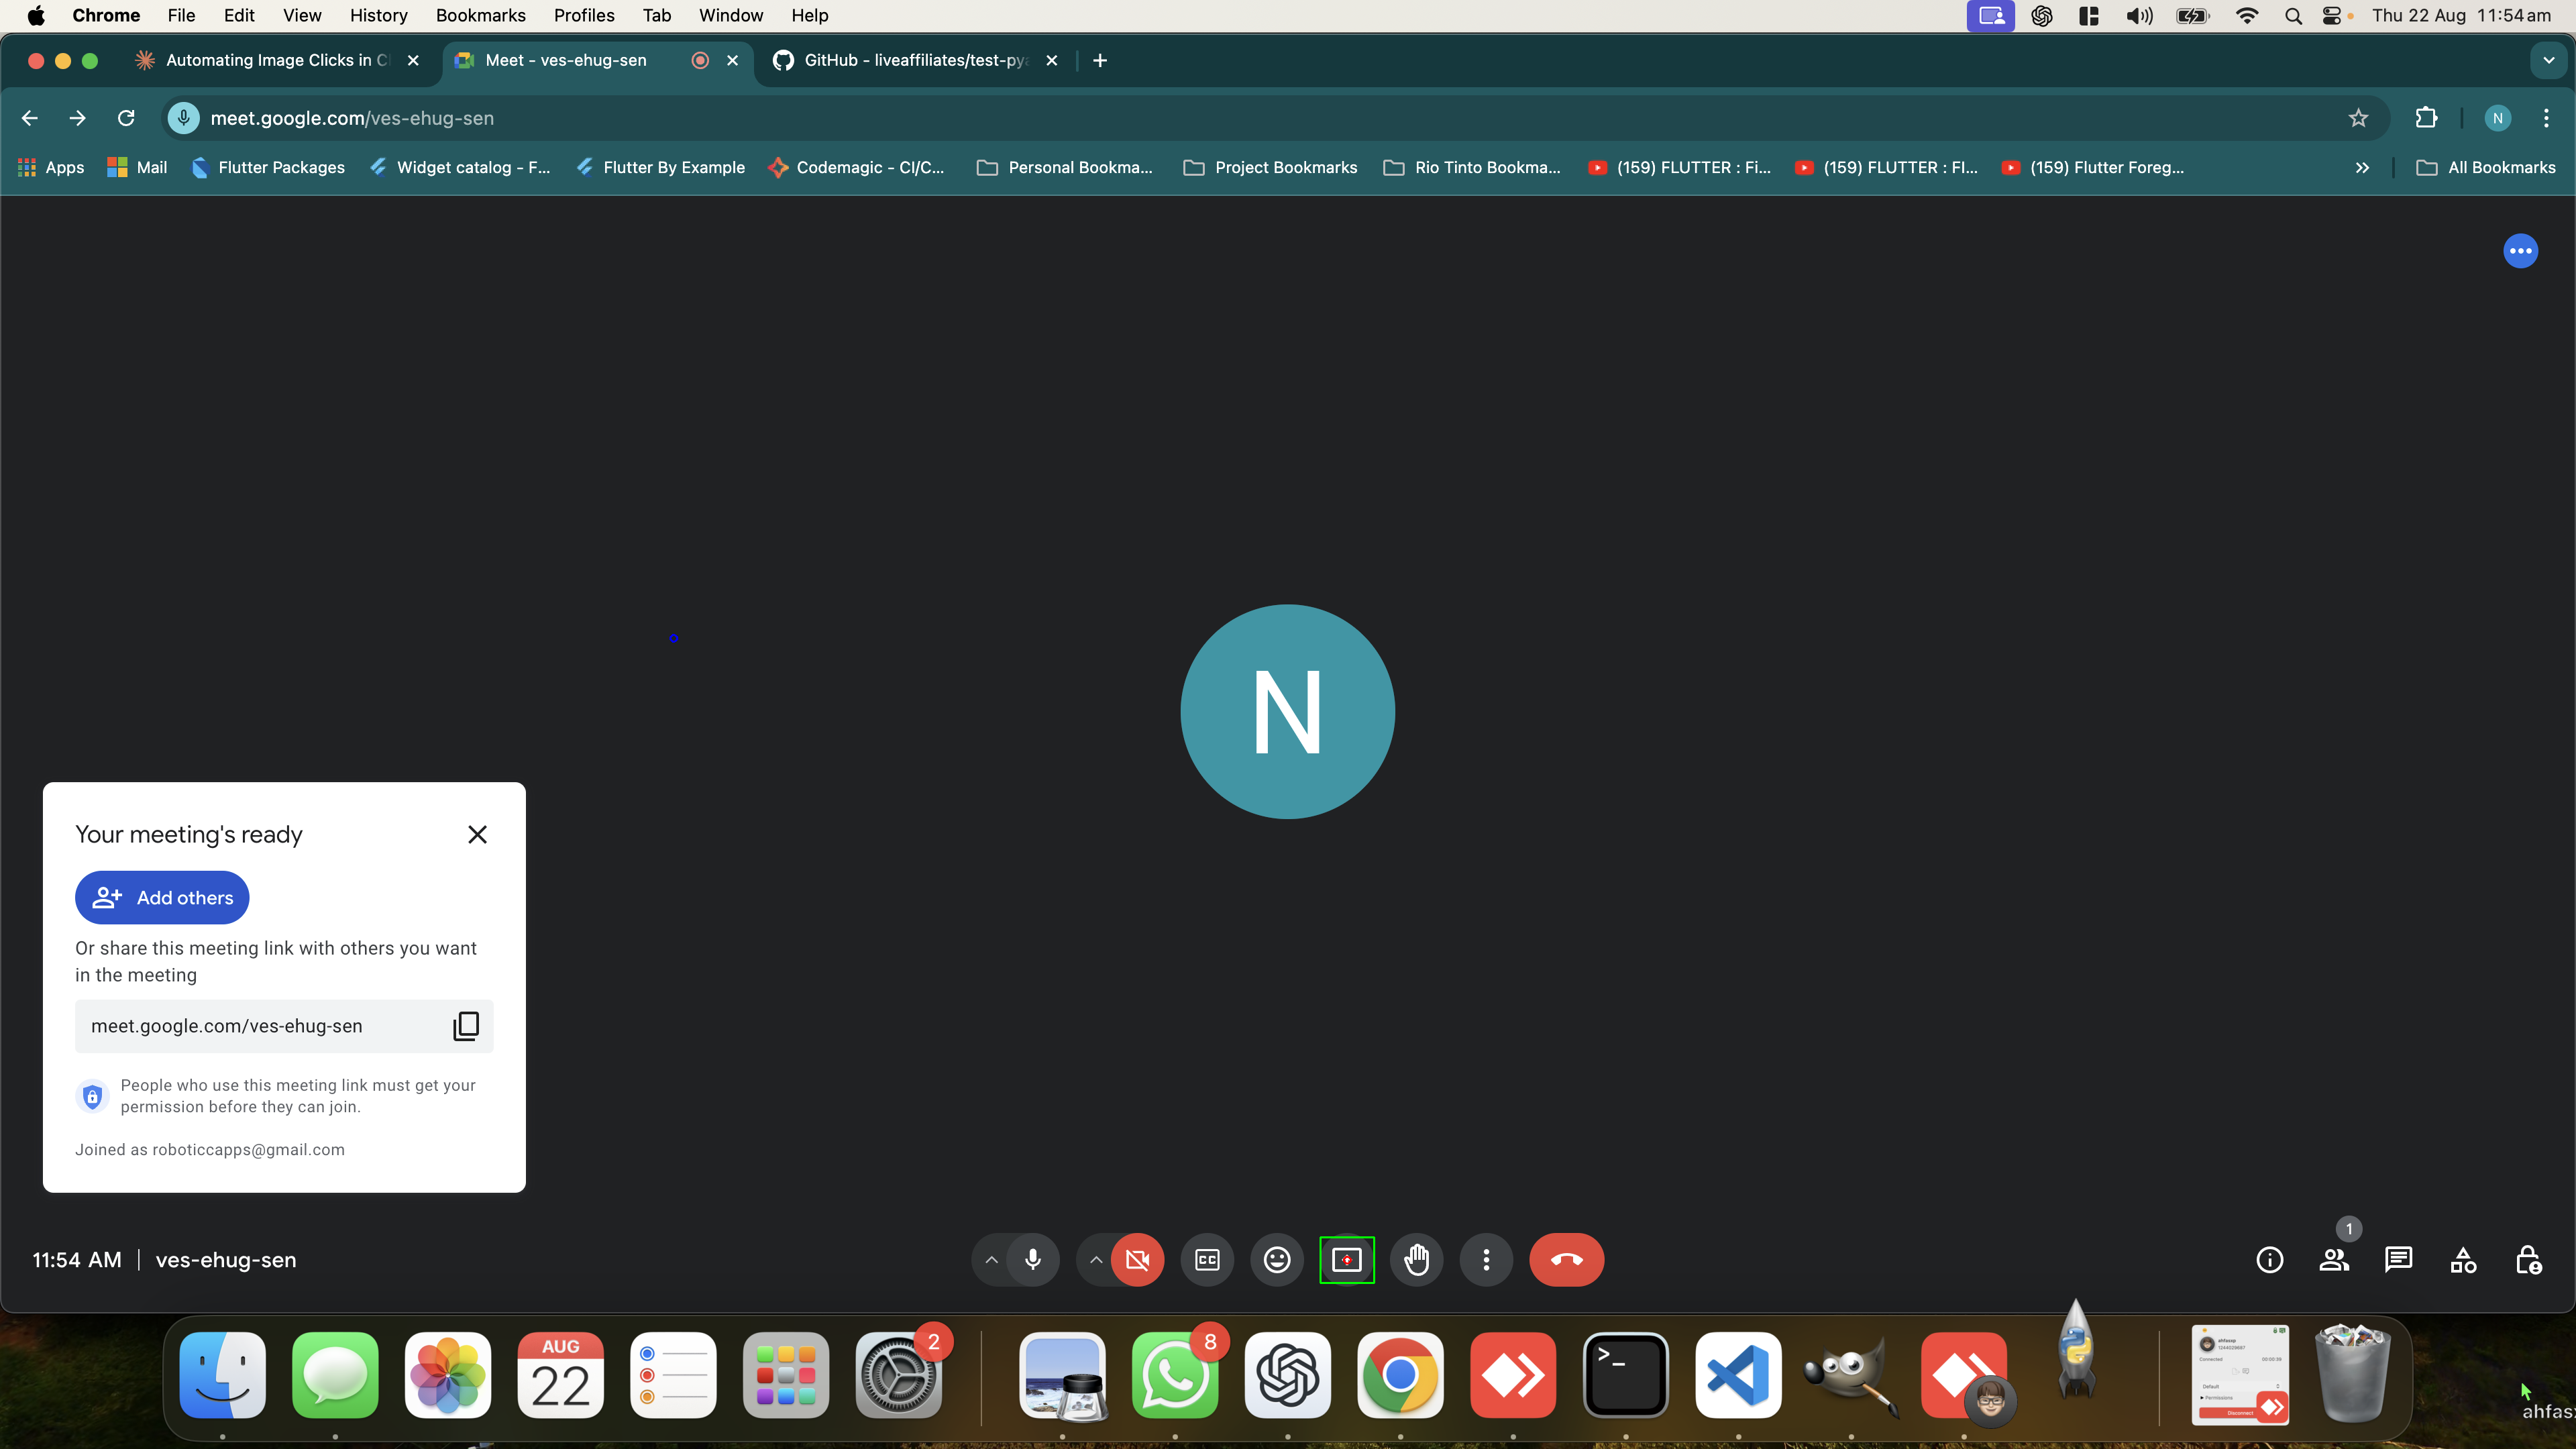 Chrome File Edit View History Bookmarks Profiles Tab Window Help Thu 22 Aug 11:54 am
Automating Image Clicks in C Meet - ves-ehug-sen GitHub - liveaffiliates/test-pya
meet.google.com/ves-ehug-sen N
Apps Mail Flutter Packages Widget catalog - F... Flutter By Example Codemagic - CI/C... Personal Bookma... Project Bookmarks Rio Tinto Bookma... (159) FLUTTER : Fi... (159) FLUTTER : Fl... (159) Flutter Foreg... All Bookmarks
N
Your meeting's ready
Add others
Or share this meeting link with others you want
in the meeting
meet.google.com/ves-ehug-sen
People who use this meeting link must get your
permission before they can join.
Joined as roboticcapps@gmail.com
1
11:54 AM ves-ehug-sen CC
AUG
22
2
8
>_
Disconnect
ahfas